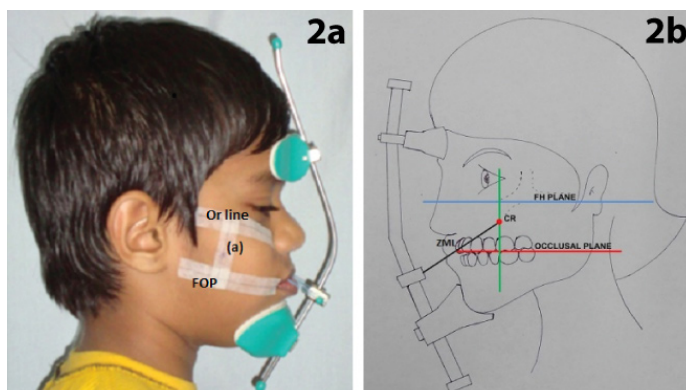 2a
Or line
(a)
FOP
2b
FH PLANE
CR
ZMI
OCCLUSAL PLANE